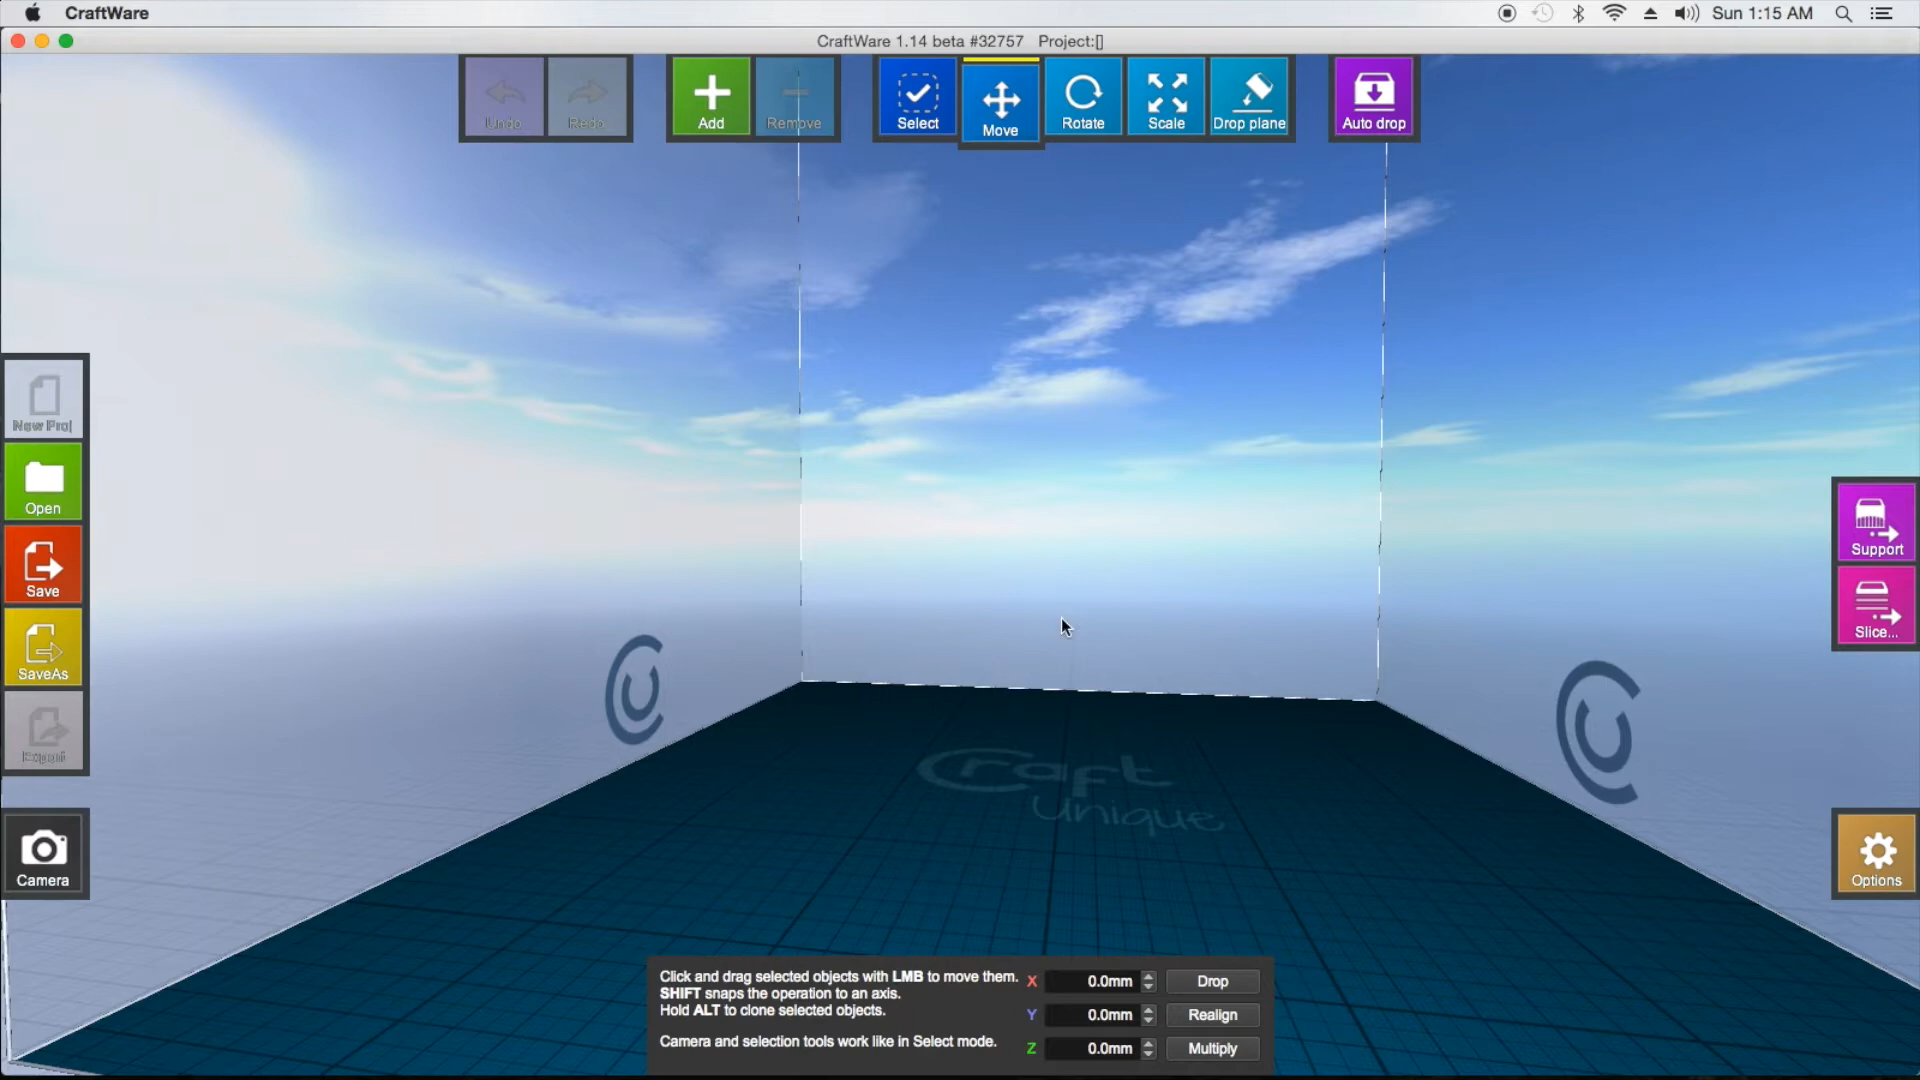 CraftWare
Sun 1:15 AM
CraftWare 1.14 beta #32757 Project:[]
Undo
Redo
Add
Remove
Select
Move
Rotate
Scale
Drop plane
Auto drop
New Proj
Open
Save
SaveAs
Export
Camera
Support
Slice...
Options
Craft
Unique
Click and drag selected objects with LMB to move them.
SHIFT snaps the operation to an axis.
Hold ALT to clone selected objects.
Camera and selection tools work like in Select mode.
X 0.0mm Drop
Y 0.0mm Realign
Z 0.0mm Multiply